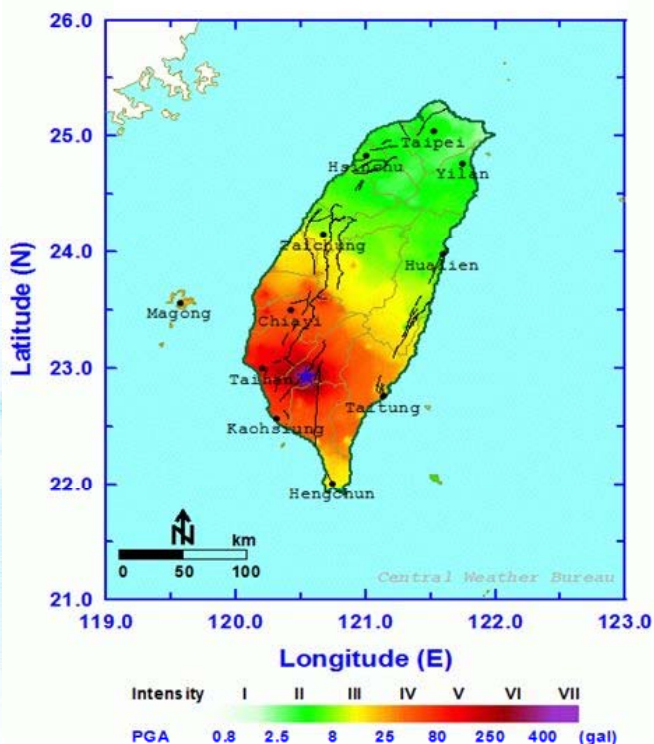 26.0
25.0
24.0
23.0
22.0
21.0
Latitude (N)
Taipei
Hsinchu
Yilan
Taichung
Hualien
Magong
Chiayi
Tainan
Taitung
Kaohsiung
Hengchun
N
km
0 50 100
Central Weather Bureau
119.0 120.0 121.0 122.0 123.0
Longitude (E)
Intensity I II III IV V VI VII
PGA 0.8 2.5 8 25 80 250 400 (gal)